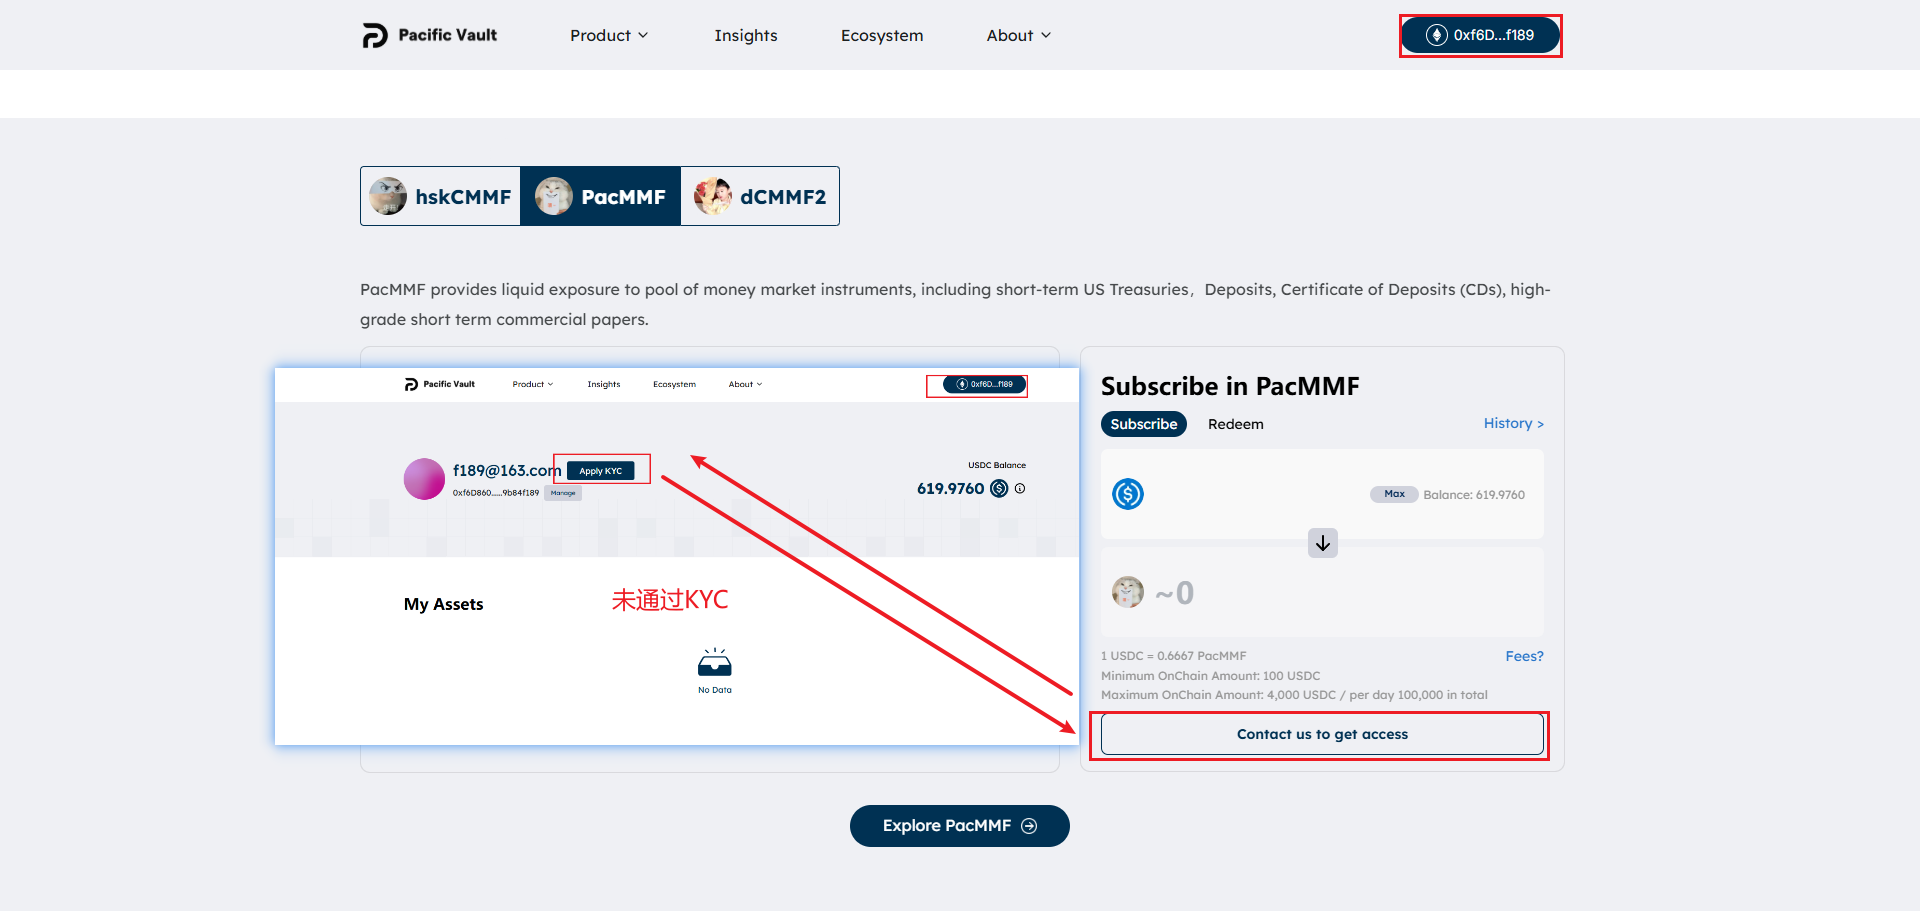 Pacific Vault
Product
Insights
Ecosystem
About
0xf6D...f189
hskCMMF
PacMMF
dCMMF2
PacMMF provides liquid exposure to pool of money market instruments, including short-term US Treasuries，Deposits, Certificate of Deposits (CDs), high-
grade short term commercial papers.
Pacific Vault
Product
Insights
Ecosystem
About
0xf6D...f189
f189@163.com
Apply KYC
0xf6D860......9b84f189
Manage
USDC Balance
619.9760
My Assets
未通过KYC
No Data
Subscribe in PacMMF
Subscribe
Redeem
History >
Max
Balance: 619.9760
~0
1 USDC = 0.6667 PacMMF
Fees?
Minimum OnChain Amount: 100 USDC
Maximum OnChain Amount: 4,000 USDC / per day 100,000 in total
Contact us to get access
Explore PacMMF